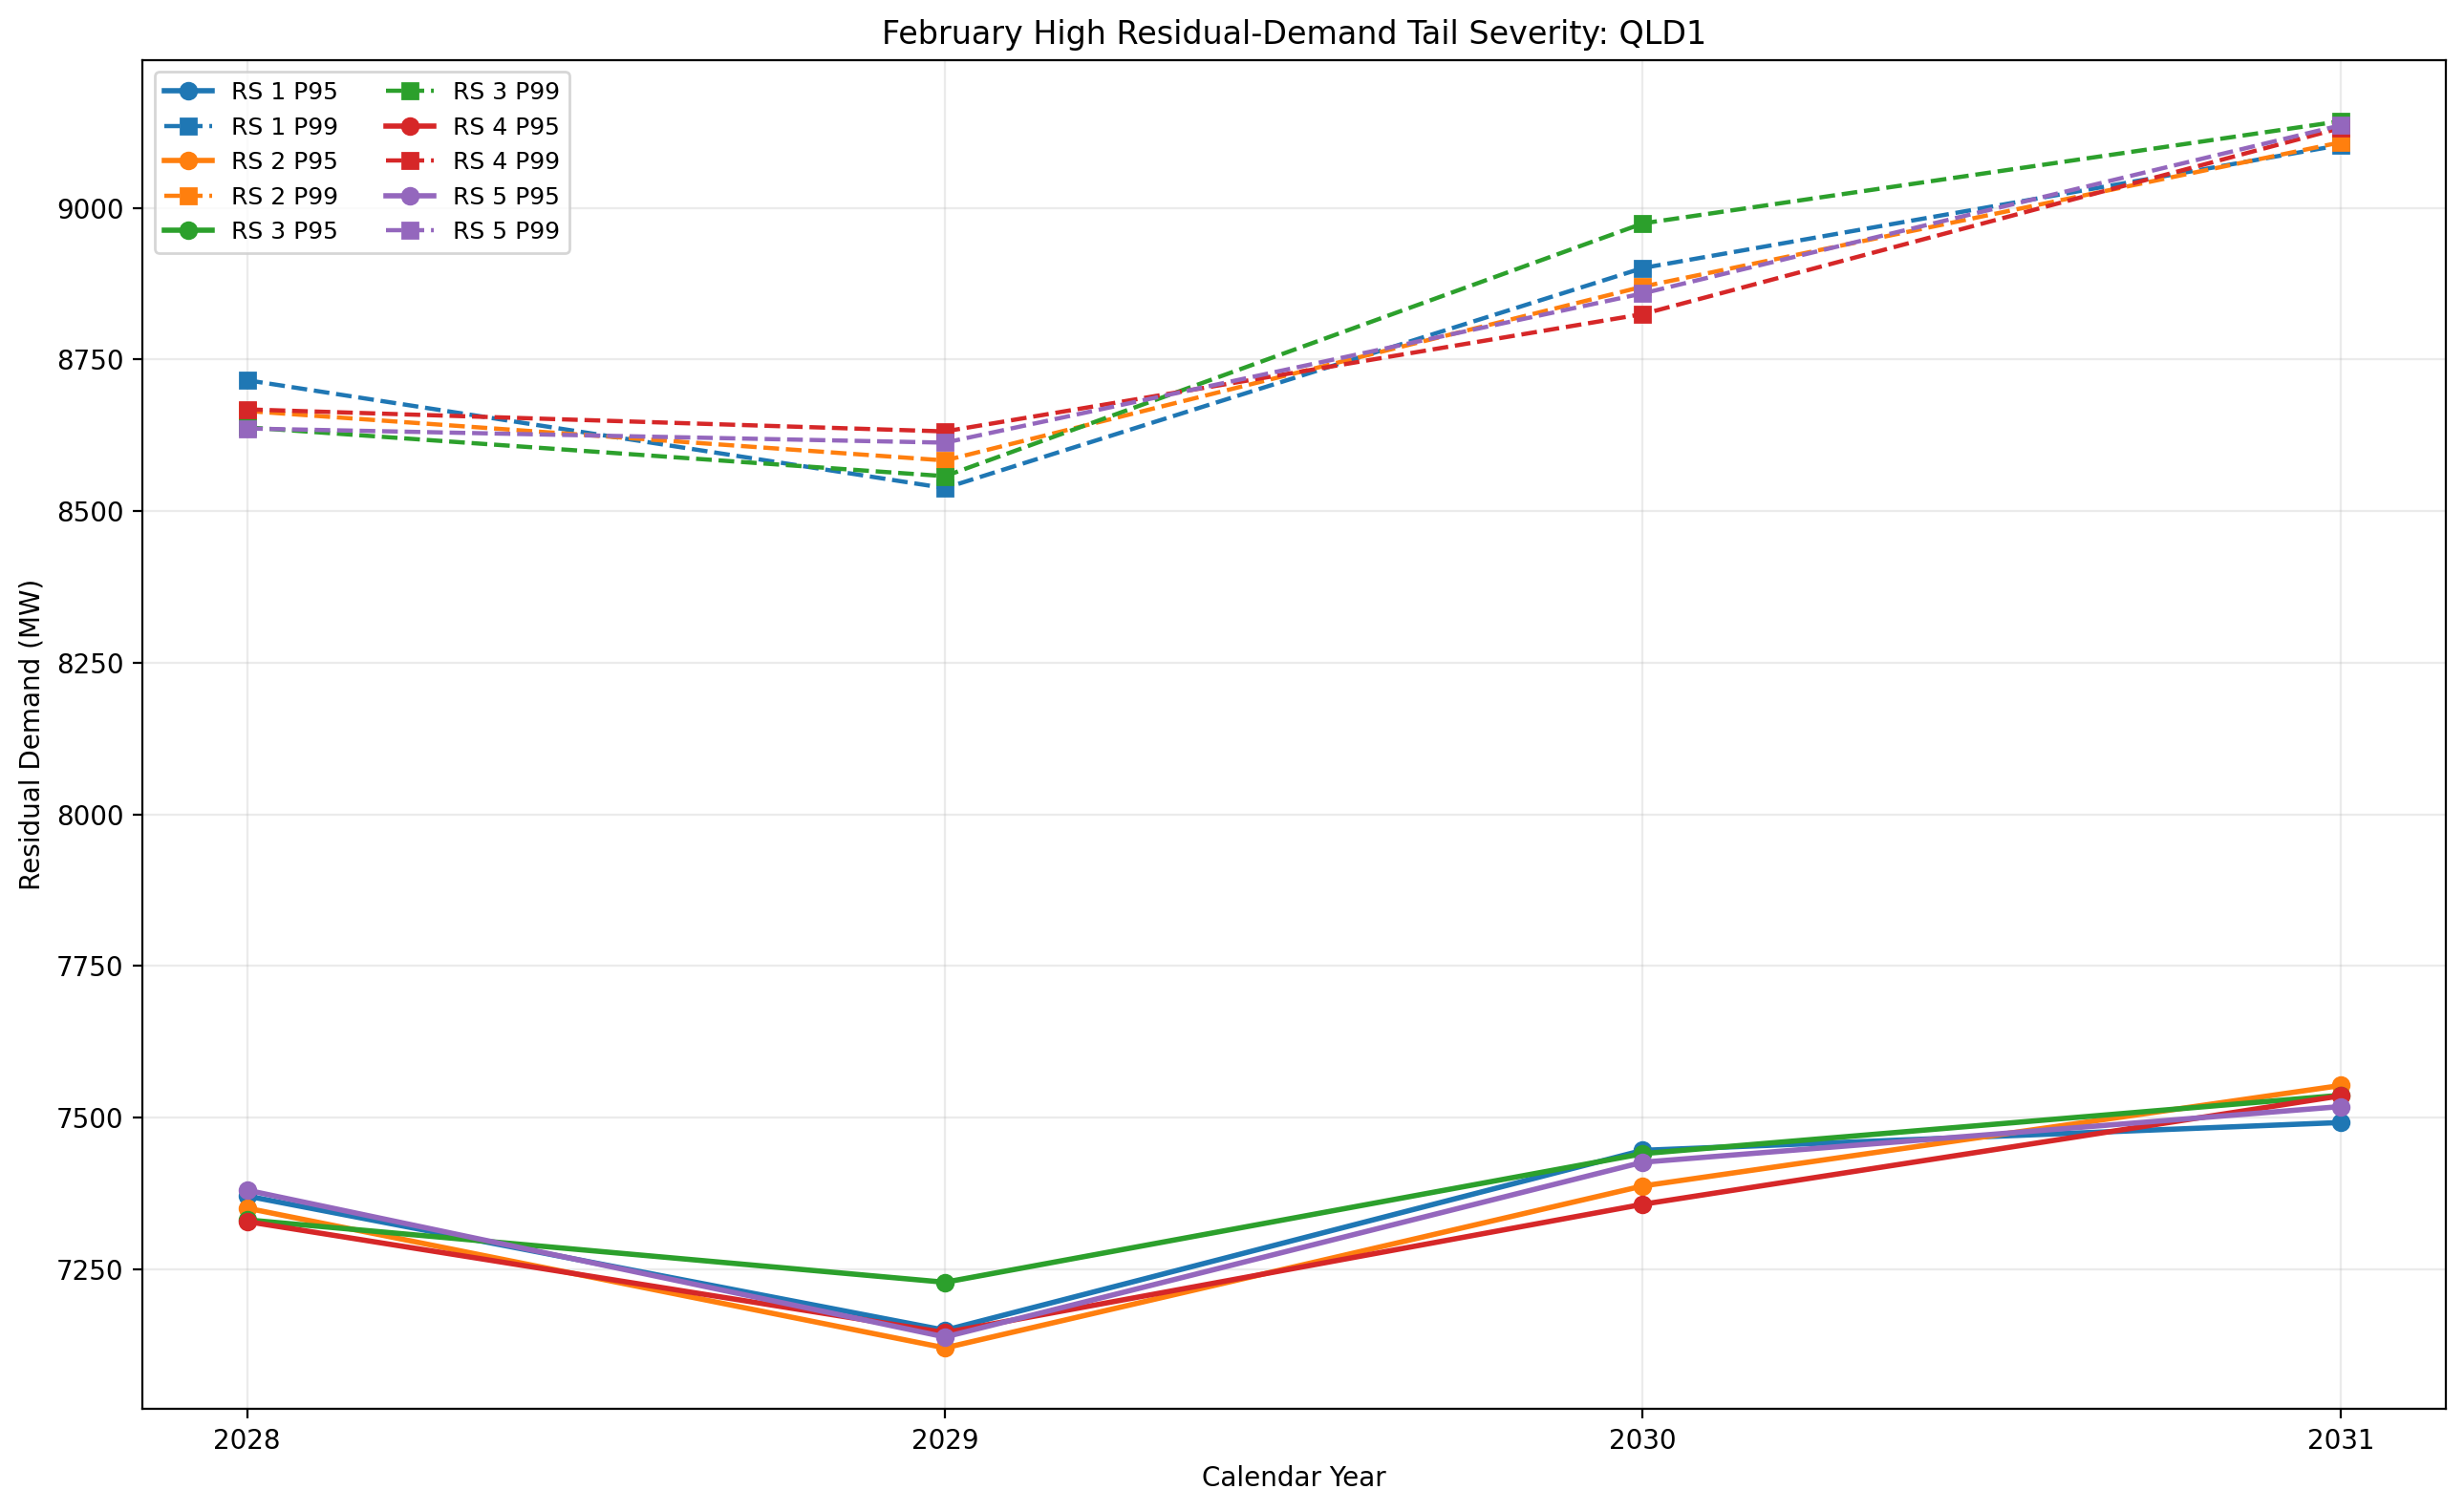 February High Residual-Demand Tail Severity: QLD1
RS 1 P95
RS 1 P99
RS 2 P95
RS 2 P99
RS 3 P95
RS 3 P99
RS 4 P95
RS 4 P99
RS 5 P95
RS 5 P99
Residual Demand (MW)
9000
8750
8500
8250
8000
7750
7500
7250
2028
2029
2030
2031
Calendar Year